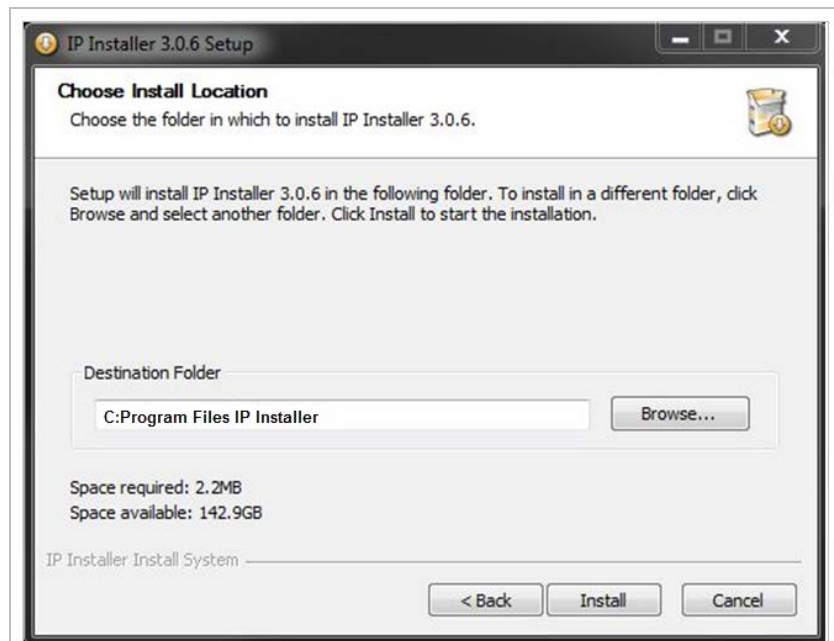 IP Installer 3.0.6 Setup
Choose Install Location
Choose the folder in which to install IP Installer 3.0.6.
Setup will install IP Installer 3.0.6 in the following folder. To install in a different folder, click
Browse and select another folder. Click Install to start the installation.
Destination Folder
C:Program Files IP Installer
Browse...
Space required: 2.2MB
Space available: 142.9GB
IP Installer Install System
< Back
Install
Cancel